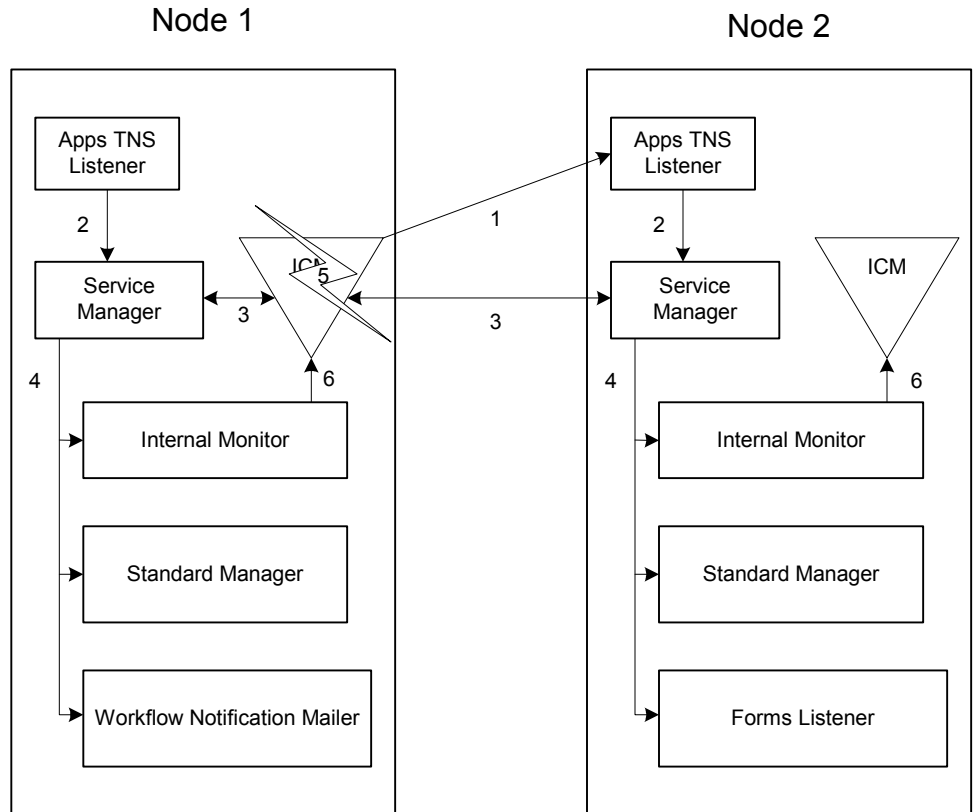 Node 1
Node 2
Apps TNS
Listener
2
Service
Manager
3
ICM
5
4
6
Internal Monitor
Standard Manager
Workflow Notification Mailer
1
3
Apps TNS
Listener
2
Service
Manager
ICM
4
6
Internal Monitor
Standard Manager
Forms Listener